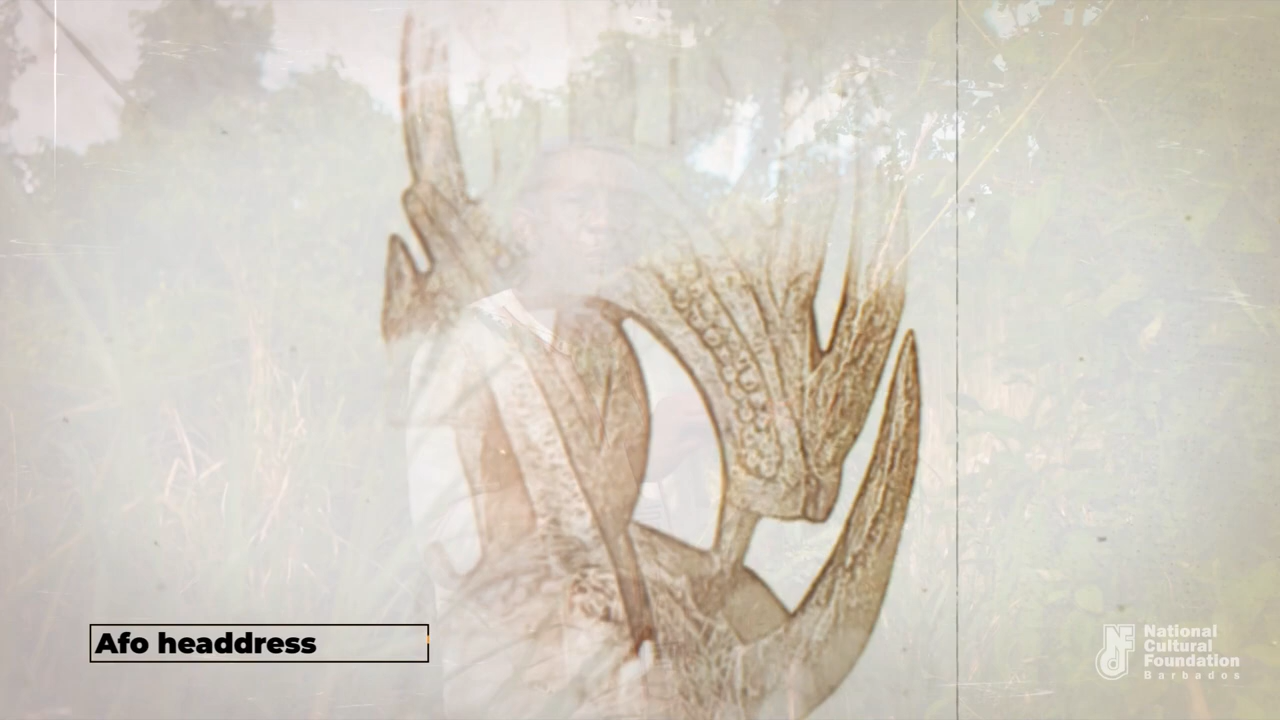 Afo headdress
National
Cultural
Foundation
Barbados